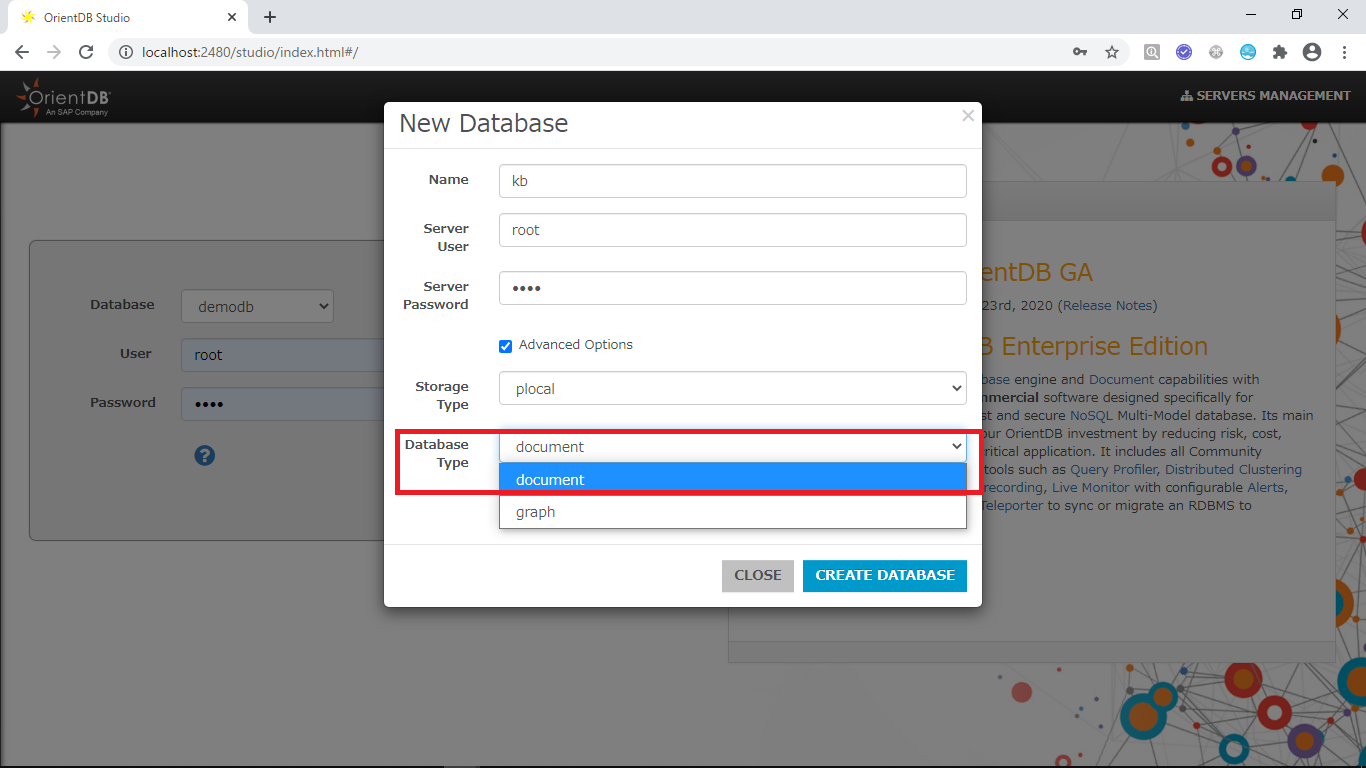 OrientDB Studio
localhost:2480/studio/index.html#/
OrientDB
An SAP Company
SERVERS MANAGEMENT
New Database
Name
kb
Server User
root
Server Password
••••
Advanced Options
Storage Type
plocal
Database Type
document
document
graph
CLOSE
CREATE DATABASE
Database
demodb
User
root
Password
••••
?
entDB GA
23rd, 2020 (Release Notes)
B Enterprise Edition
base engine and Document capabilities with
mmercial software designed specifically for
st and secure NoSQL Multi-Model database. Its main
our OrientDB investment by reducing risk, cost,
ritical application. It includes all Community
tools such as Query Profiler, Distributed Clustering
recording, Live Monitor with configurable Alerts,
Teleporter to sync or migrate an RDBMS to